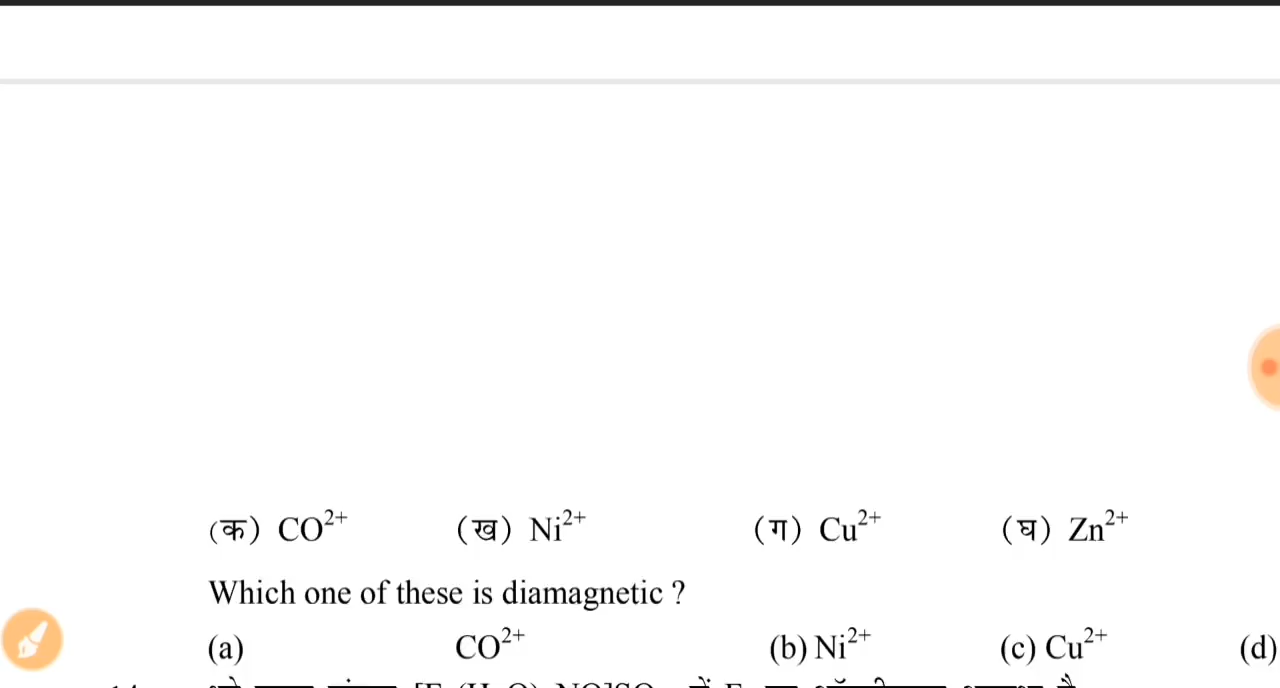 (क) CO²⁺ (ख) Ni²⁺ (ग) Cu²⁺ (घ) Zn²⁺
Which one of these is diamagnetic ?
(a) CO²⁺ (b) Ni²⁺ (c) Cu²⁺ (d)